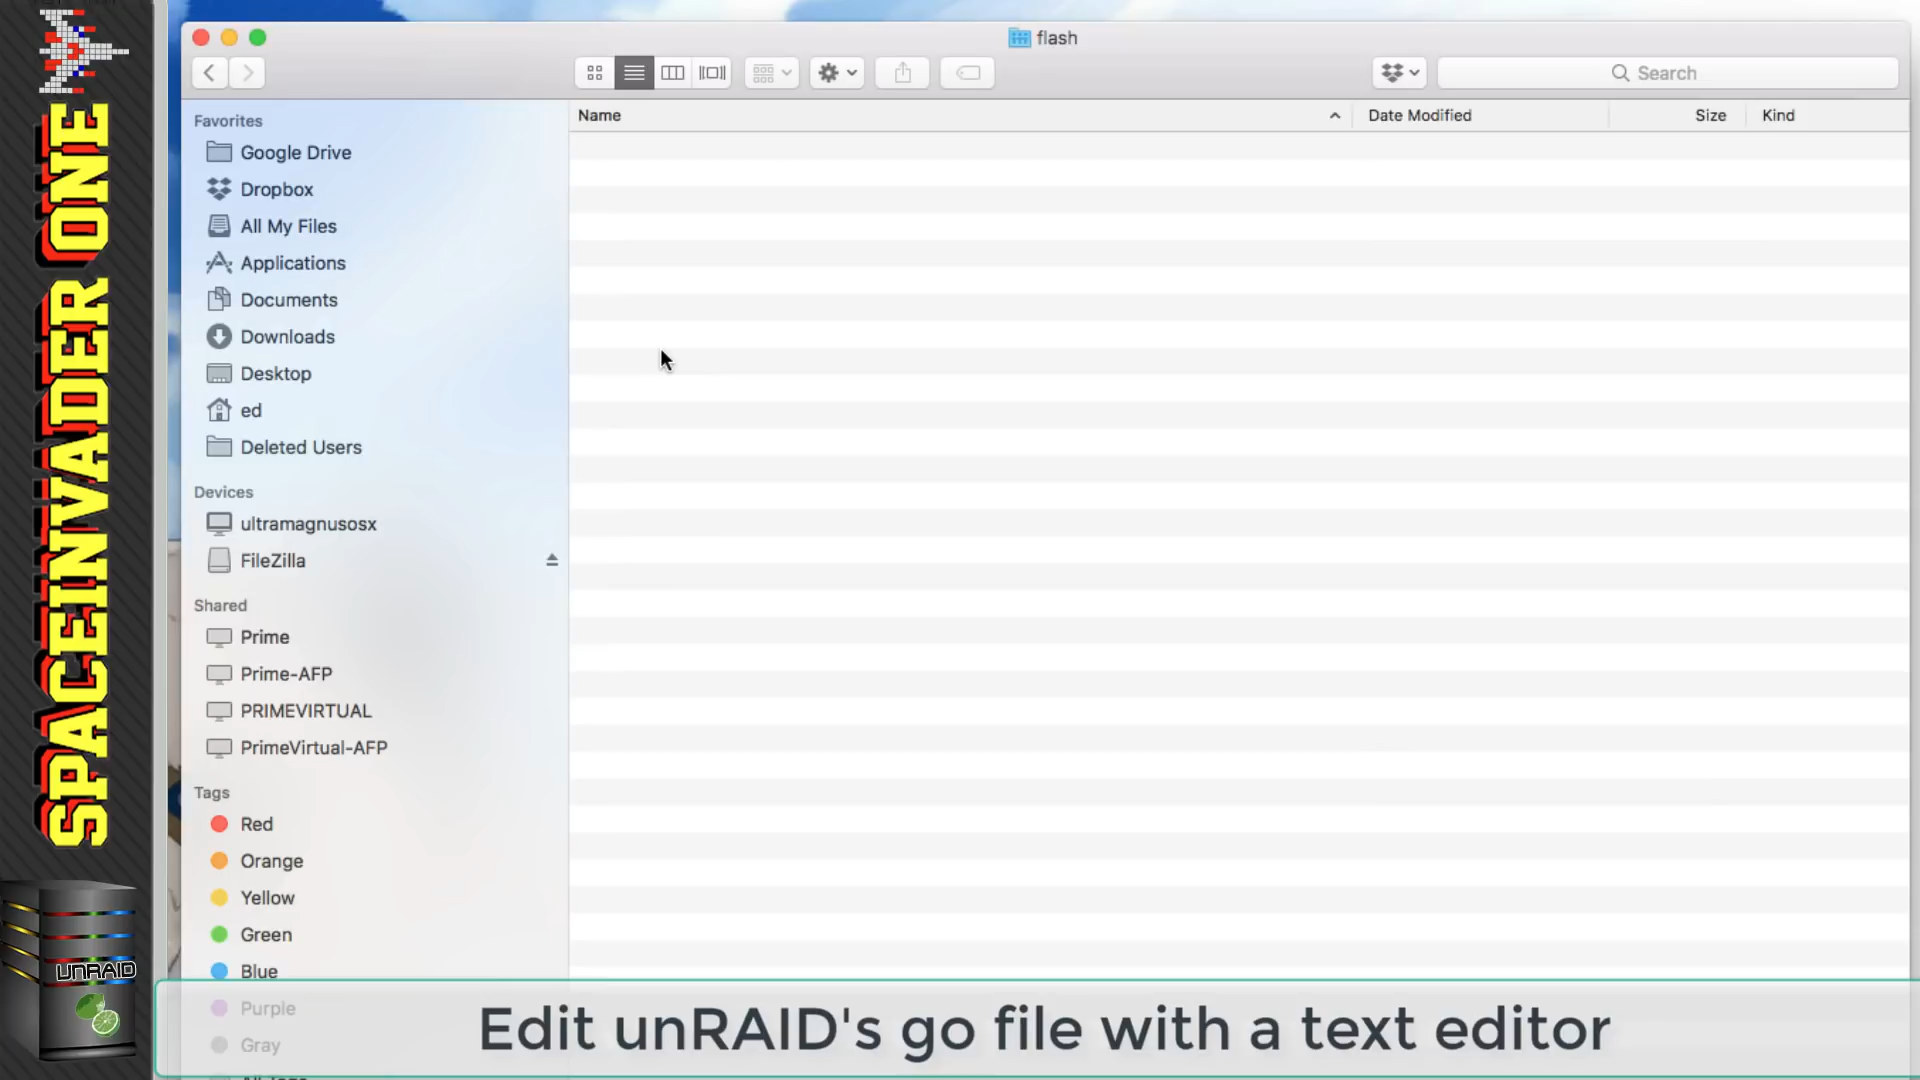 SPACEINVADER ONE
UNRAID
flash
Search
Name
Date Modified
Size
Kind
Favorites
Google Drive
Dropbox
All My Files
Applications
Documents
Downloads
Desktop
ed
Deleted Users
Devices
ultramagnusosx
FileZilla
Shared
Prime
Prime-AFP
PRIMEVIRTUAL
PrimeVirtual-AFP
Tags
Red
Orange
Yellow
Green
Blue
Purple
Gray
Edit unRAID's go file with a text editor